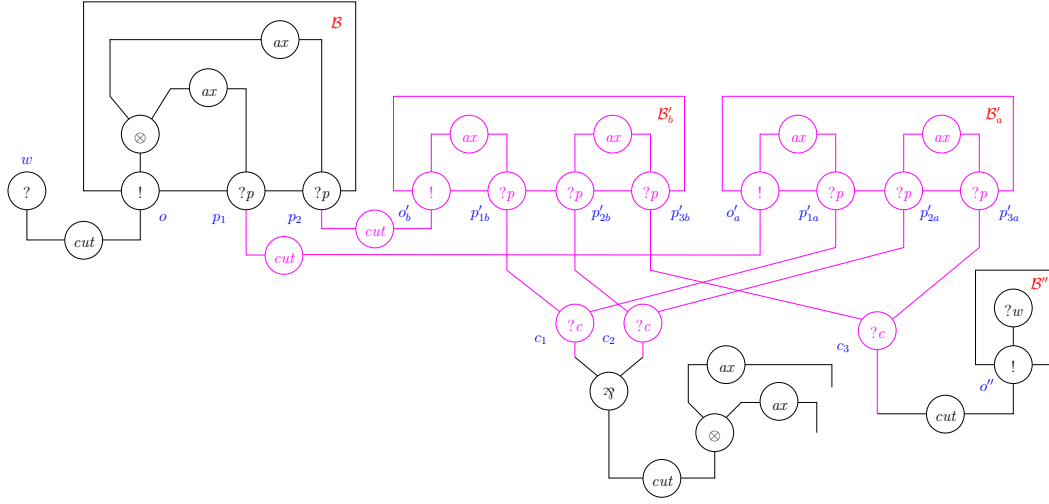 ℬ
ax
ax
ℬ′_b
ℬ′_a
⊗
ax
ax
ax
ax
w
? ! ?p ?p ! ?p ?p ?p ! ?p ?p ?p
o p₁ p₂ o′_b p′_1b p′_2b p′_3b o′_a p′_1a p′_2a p′_3a
cut cut
cut
ℬ″
?w
?c ?c ?c
c₁ c₂ c₃
ax !
o″
⅋ ax
cut
⊗
cut